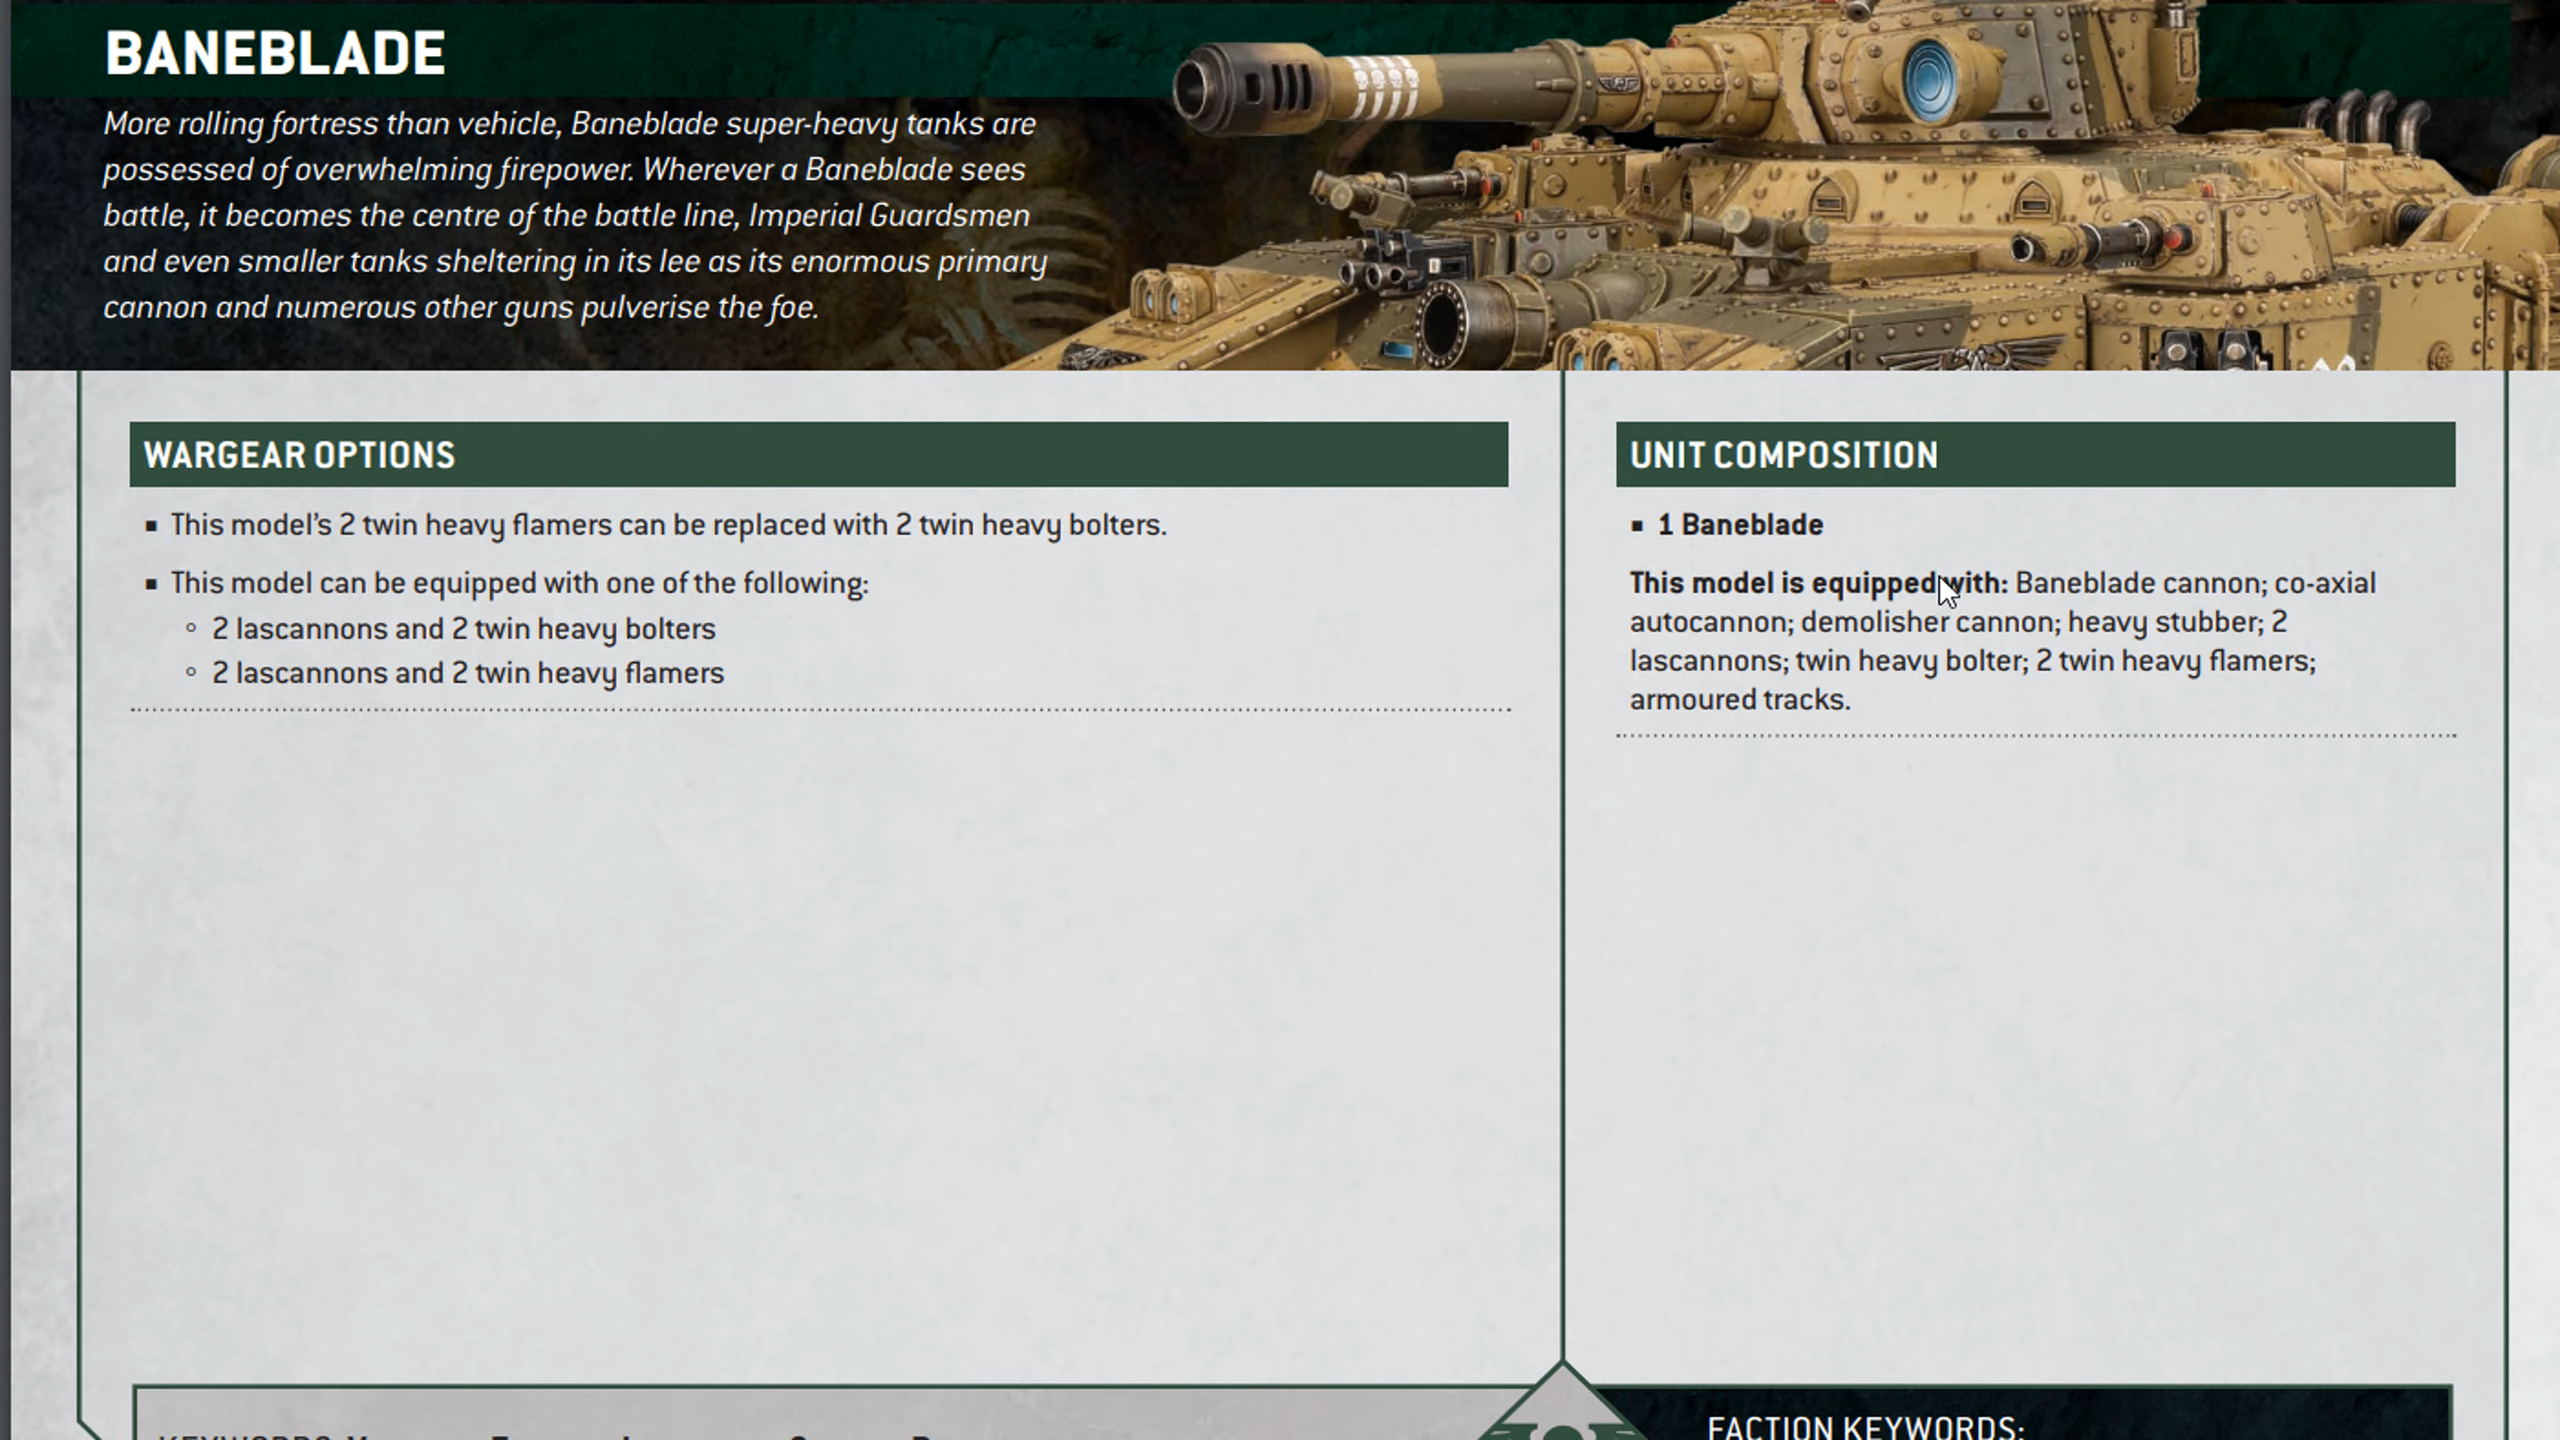 BANEBLADE
More rolling fortress than vehicle, Baneblade super-heavy tanks are
possessed of overwhelming firepower. Wherever a Baneblade sees
battle, it becomes the centre of the battle line, Imperial Guardsmen
and even smaller tanks sheltering in its lee as its enormous primary
cannon and numerous other guns pulverise the foe.
WARGEAR OPTIONS
▪ This model’s 2 twin heavy flamers can be replaced with 2 twin heavy bolters.
▪ This model can be equipped with one of the following:
◦ 2 lascannons and 2 twin heavy bolters
◦ 2 lascannons and 2 twin heavy flamers
UNIT COMPOSITION
▪ 1 Baneblade
This model is equipped with: Baneblade cannon; co-axial
autocannon; demolisher cannon; heavy stubber; 2
lascannons; twin heavy bolter; 2 twin heavy flamers;
armoured tracks.
KEYWORDS:
FACTION KEYWORDS: